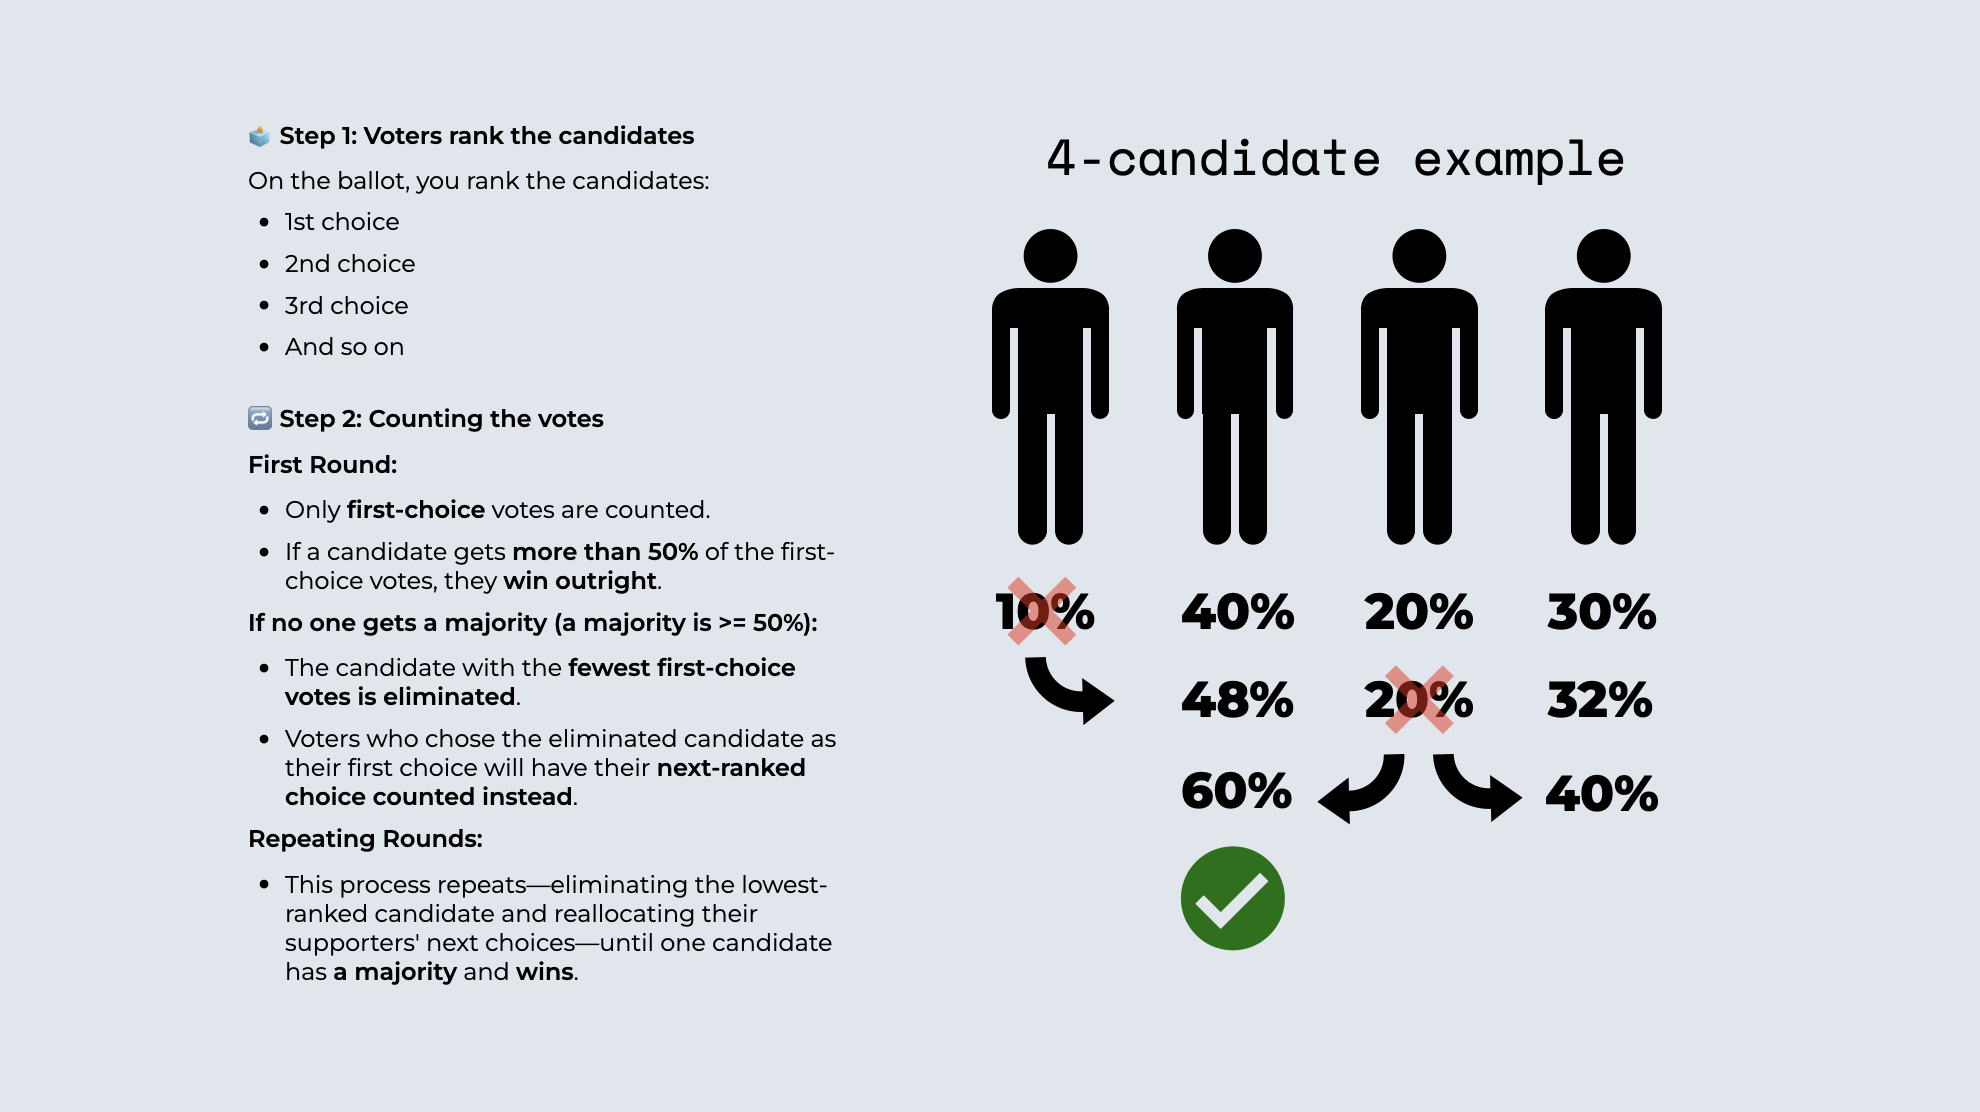 Step 1: Voters rank the candidates
On the ballot, you rank the candidates:
• 1st choice
• 2nd choice
• 3rd choice
• And so on
Step 2: Counting the votes
First Round:
• Only first-choice votes are counted.
• If a candidate gets more than 50% of the first-
choice votes, they win outright.
If no one gets a majority (a majority is >= 50%):
• The candidate with the fewest first-choice
votes is eliminated.
• Voters who chose the eliminated candidate as
their first choice will have their next-ranked
choice counted instead.
Repeating Rounds:
• This process repeats—eliminating the lowest-
ranked candidate and reallocating their
supporters' next choices—until one candidate
has a majority and wins.
4-candidate example
10% 40% 20% 30%
48% 20% 32%
60% 40%